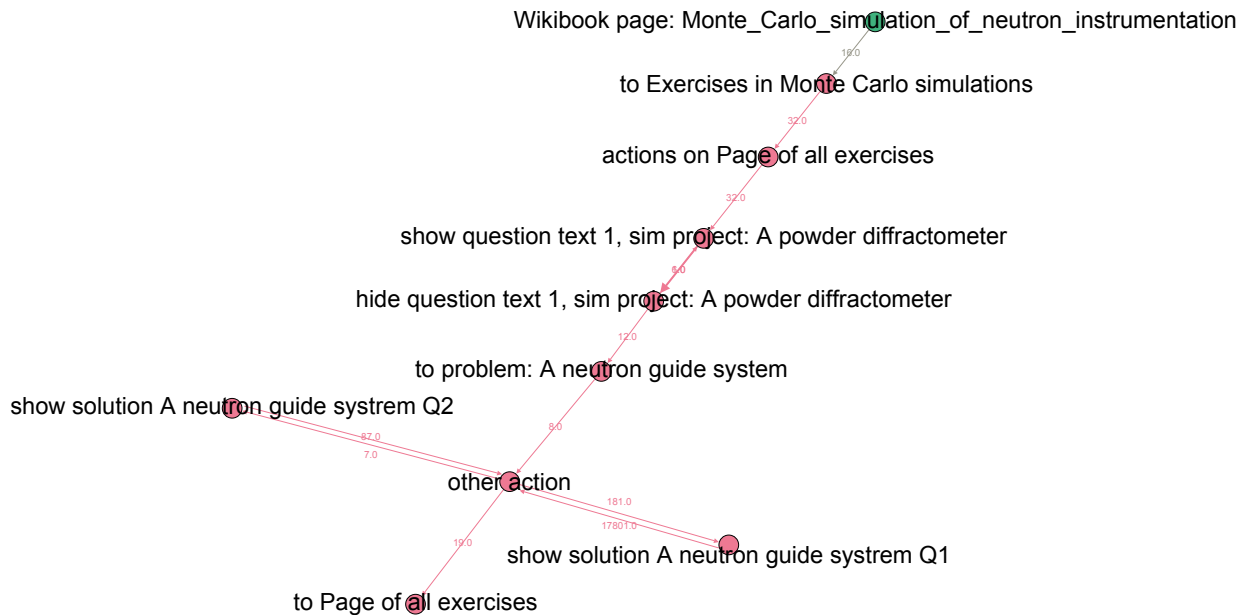 Wikibook page: Monte_Carlo_simulation_of_neutron_instrumentation
16.0
to Exercises in Monte Carlo simulations
32.0
actions on Page of all exercises
32.0
show question text 1, sim project: A powder diffractometer
hide question text 1, sim project: A powder diffractometer
12.0
to problem: A neutron guide system
show solution A neutron guide systrem Q2
8.0
87.0
7.0
other action
181.0
17801.0
19.0
show solution A neutron guide systrem Q1
to Page of all exercises